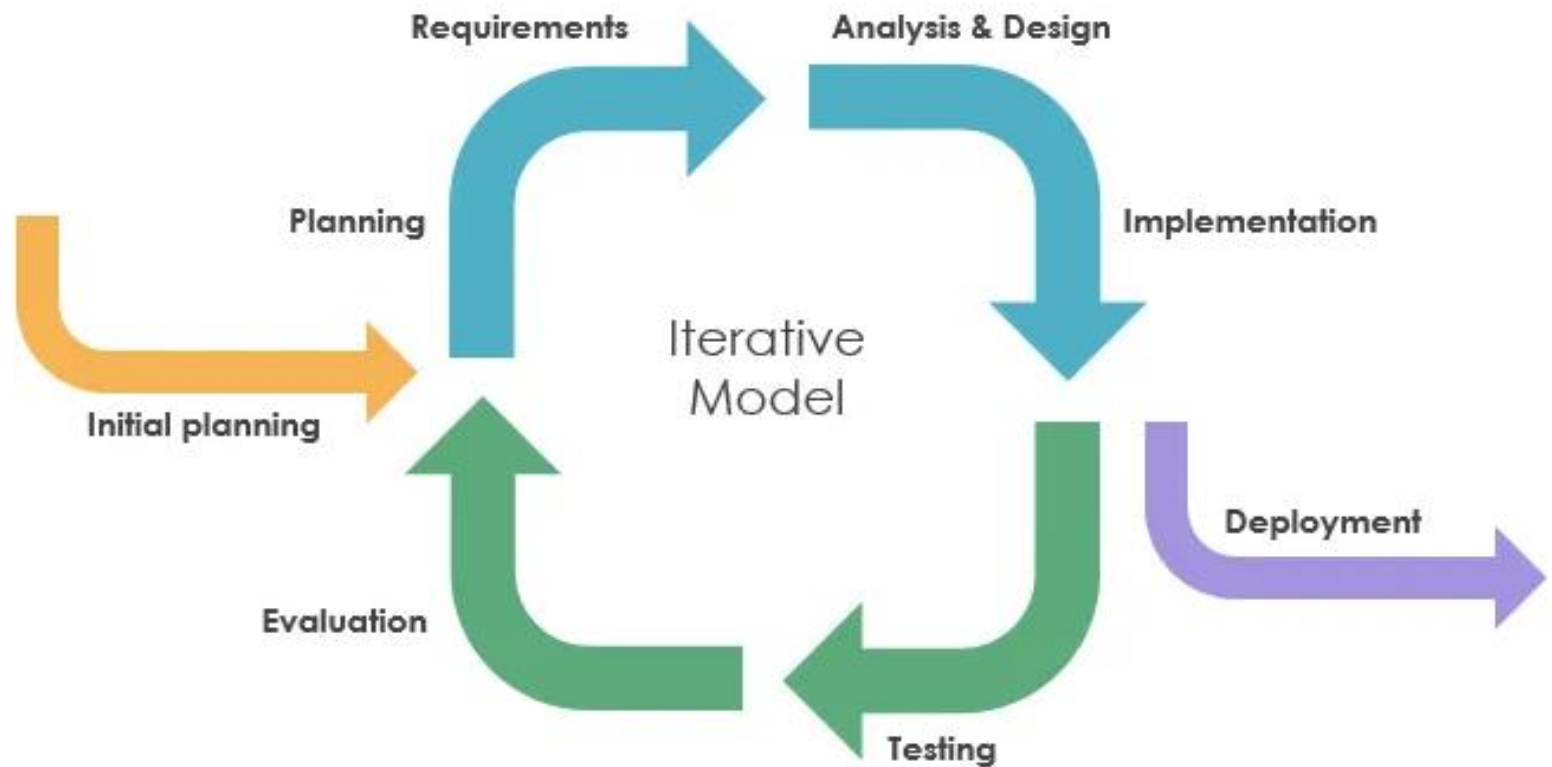 Requirements
Analysis & Design
Planning
Implementation
Iterative
Model
Initial planning
Deployment
Evaluation
Testing